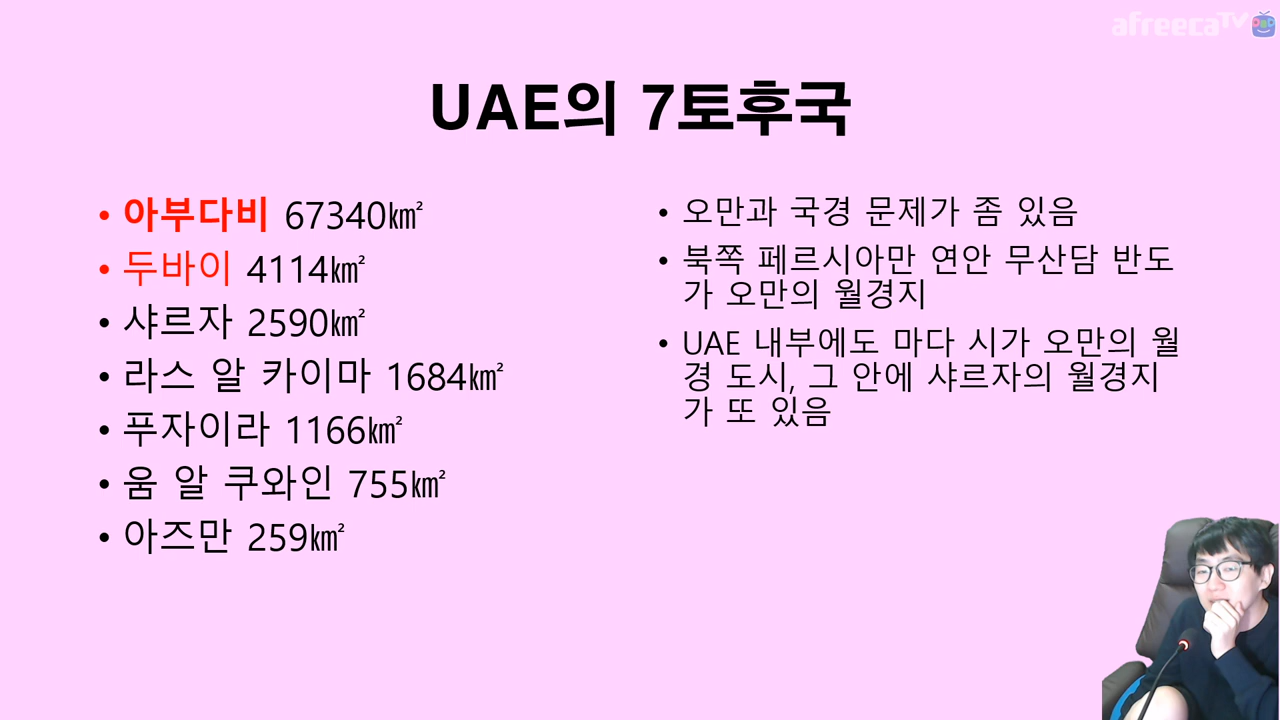 afreecaTV
UAE의 7토후국
• 아부다비 67340㎢
• 두바이 4114㎢
• 샤르자 2590㎢
• 라스 알 카이마 1684㎢
• 푸자이라 1166㎢
• 움 알 쿠와인 755㎢
• 아즈만 259㎢
• 오만과 국경 문제가 좀 있음
• 북쪽 페르시아만 연안 무산담 반도
가 오만의 월경지
• UAE 내부에도 마다 시가 오만의 월
경 도시, 그 안에 샤르자의 월경지
가 또 있음